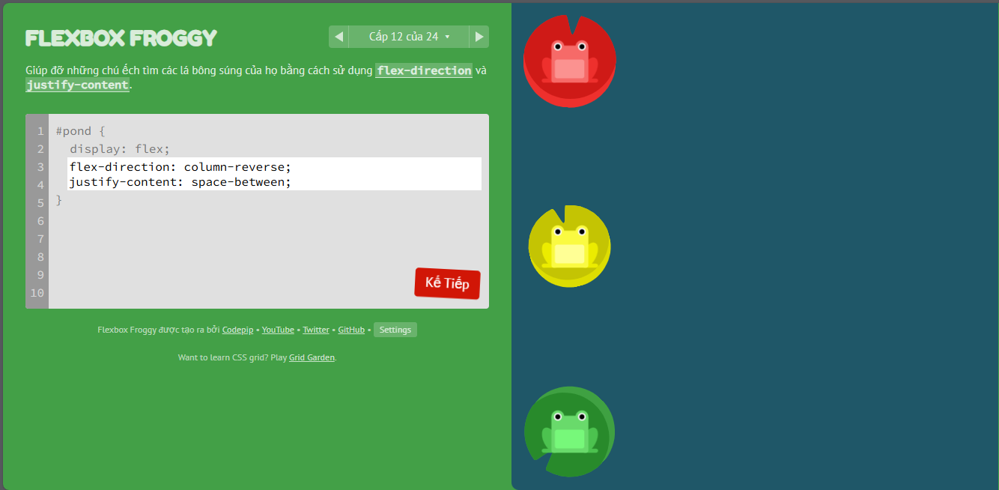 FLEXBOX FROGGY
Cấp 12 của 24
Giúp đỡ những chú ếch tìm các lá bông súng của họ bằng cách sử dụng flex-direction và
justify-content.
1 #pond {
2 display: flex;
3 flex-direction: column-reverse;
4 justify-content: space-between;
5 }
6
7
8
9
10
Kế Tiếp
Flexbox Froggy được tạo ra bởi Codepip • YouTube • Twitter • GitHub • Settings
Want to learn CSS grid? Play Grid Garden.